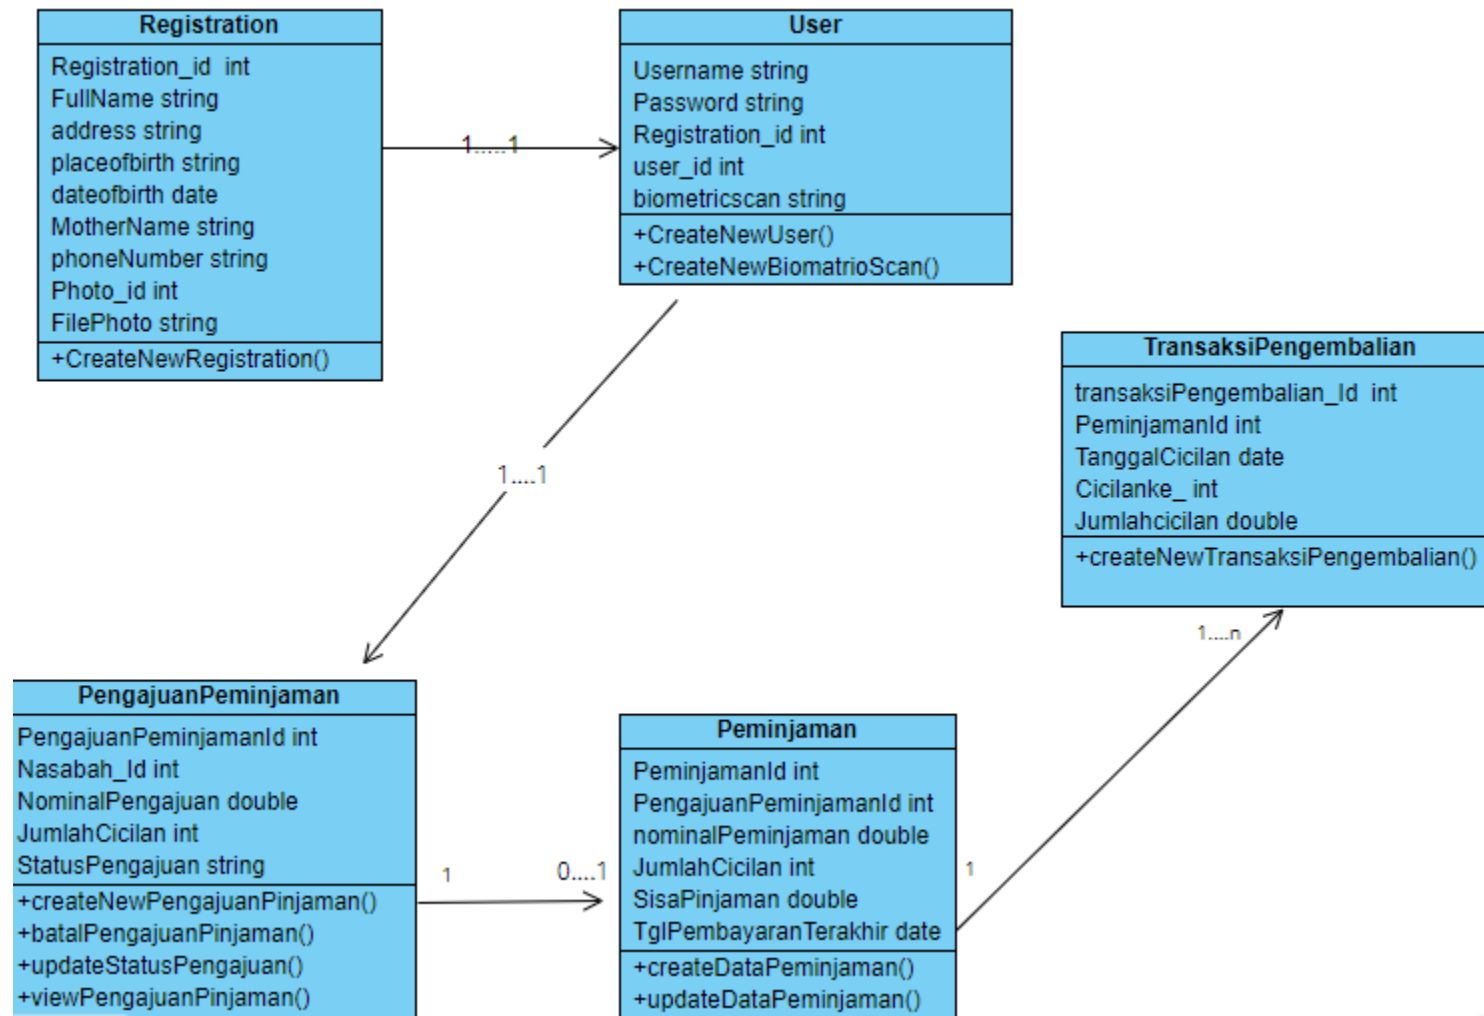 Registration
Registration_id int
FullName string
address string
placeofbirth string
dateofbirth date
MotherName string
phoneNumber string
Photo_id int
FilePhoto string
+CreateNewRegistration()
1.....1
User
Username string
Password string
Registration_id int
user_id int
biometricscan string
+CreateNewUser()
+CreateNewBiomatrioScan()
1....1
TransaksiPengembalian
transaksiPengembalian_Id int
PeminjamanId int
TanggalCicilan date
Cicilanke_ int
Jumlahcicilan double
+createNewTransaksiPengembalian()
1....n
PengajuanPeminjaman
PengajuanPeminjamanId int
Nasabah_Id int
NominalPengajuan double
JumlahCicilan int
StatusPengajuan string
+createNewPengajuanPinjaman()
+batalPengajuanPinjaman()
+updateStatusPengajuan()
+viewPengajuanPinjaman()
1
0....1
Peminjaman
PeminjamanId int
PengajuanPeminjamanId int
nominalPeminjaman double
JumlahCicilan int
SisaPinjaman double
TglPembayaranTerakhir date
+createDataPeminjaman()
+updateDataPeminjaman()
1